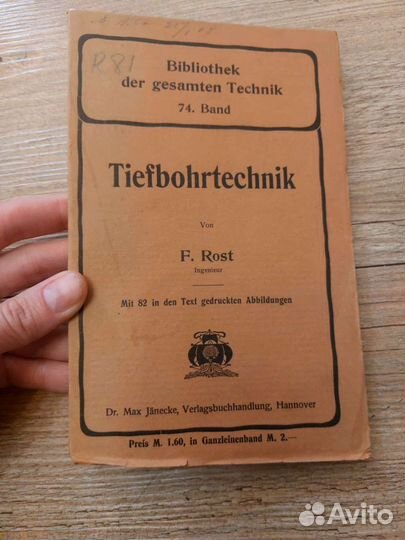 R81
Bibliothek
der gesamten Technik
74. Band
Tiefbohrtechnik
Von
F. Rost
Ingenieur
Mit 82 in den Text gedruckten Abbildungen
Dr. Max Jänecke, Verlagsbuchhandlung, Hannover
Preis M. 1.60, in Ganzleinenband M. 2.—
Avito